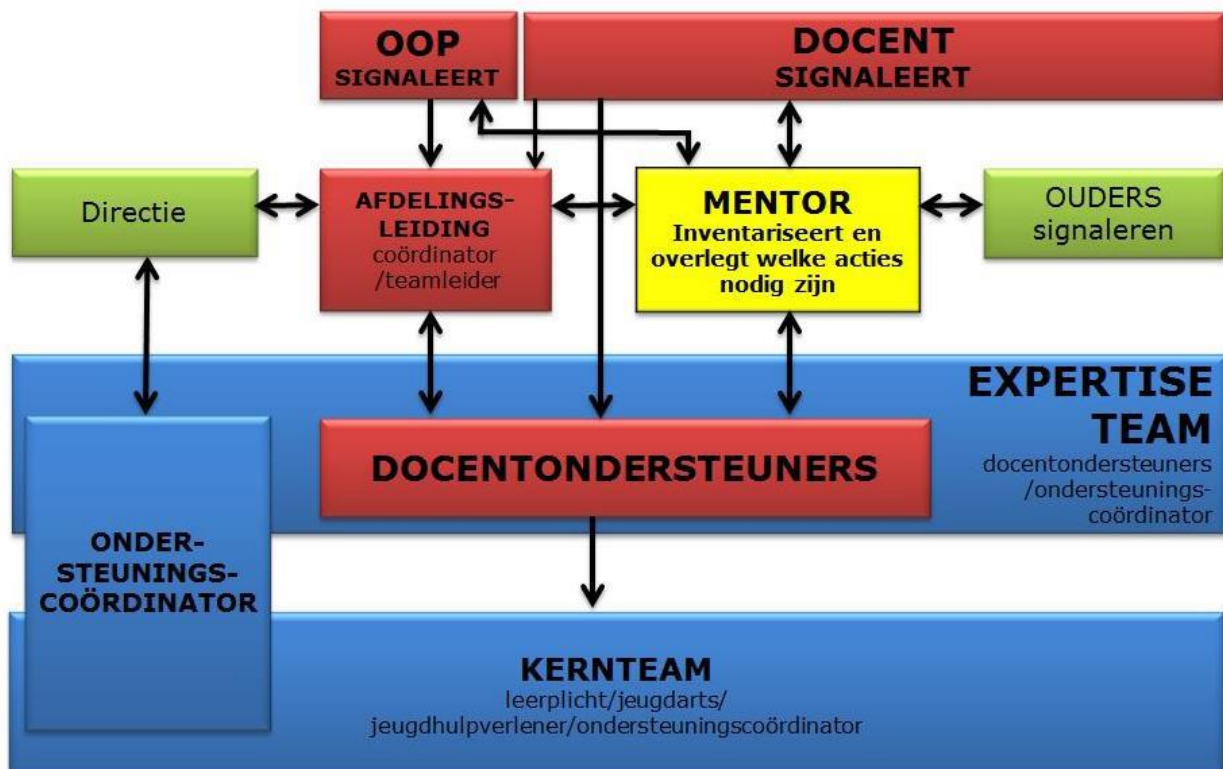 OOP
SIGNALEERT
DOCENT
SIGNALEERT
Directie
AFDELINGS-
LEIDING
coördinator
/teamleider
MENTOR
Inventariseert en
overlegt welke acties
nodig zijn
OUDERS
signaleren
EXPERTISE
TEAM
docentondersteuners
/ondersteunings-
coördinator
DOCENTONDERSTEUNERS
ONDER-
STEUNINGS-
COÖRDINATOR
KERNTEAM
leerplicht/jeugdarts/
jeugdhulpverlener/ondersteuningscoördinator